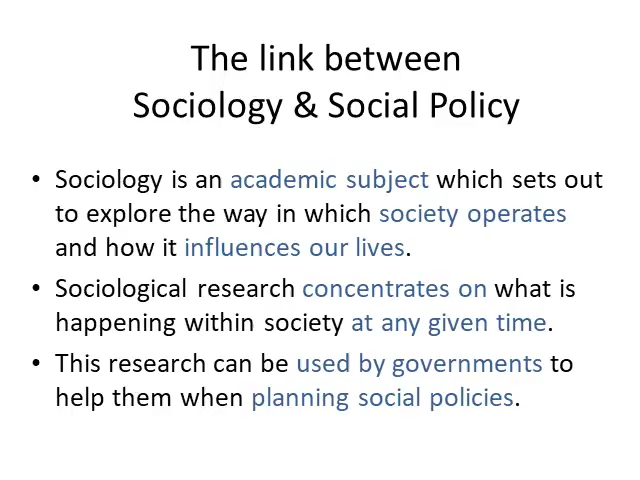 The link between
Sociology & Social Policy
• Sociology is an academic subject which sets out
to explore the way in which society operates
and how it influences our lives.
• Sociological research concentrates on what is
happening within society at any given time.
• This research can be used by governments to
help them when planning social policies.